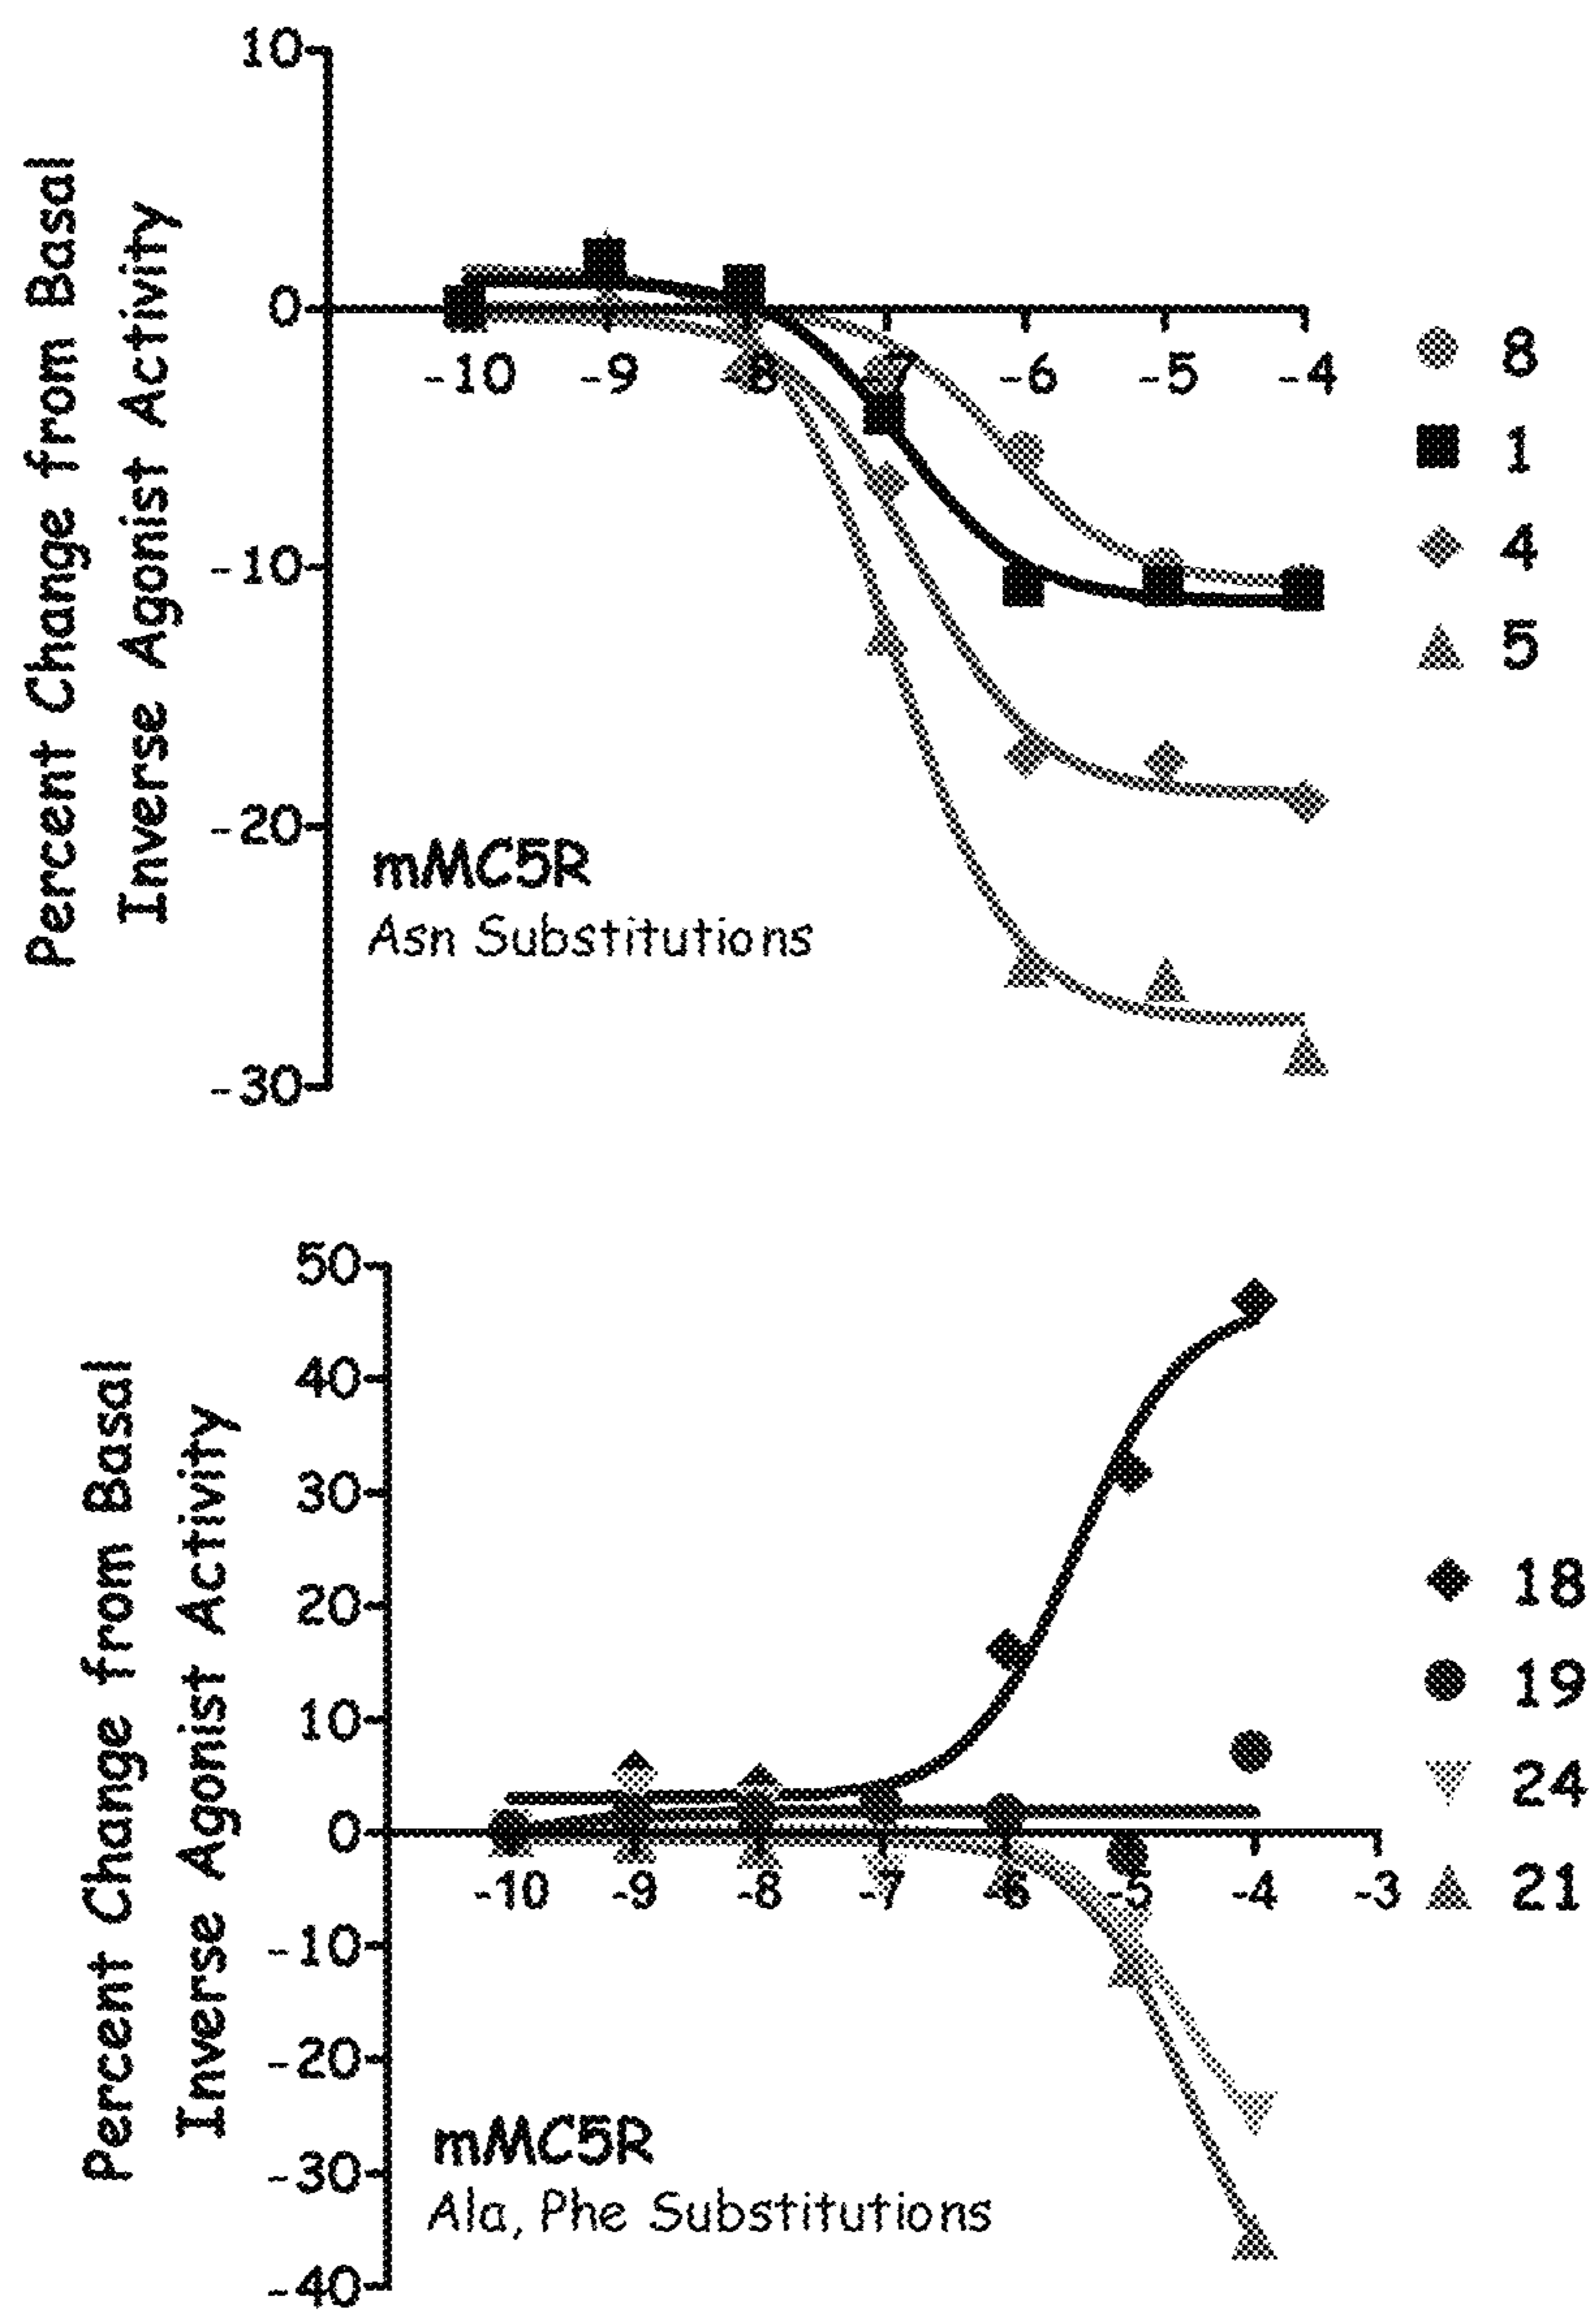 Percent Change from Basal
Inverse Agonist Activity
10
0
-10
-20
-30
-10 -9 -8 -6 -5 -4
8
1
4
5
mMC5R
Asn Substitutions
Percent Change from Basal
Inverse Agonist Activity
50
40
30
20
10
0
-10
-20
-30
-40
-10 -9 -8 -7 -6 -5 -4 -3
18
19
24
21
mMC5R
Ala, Phe Substitutions